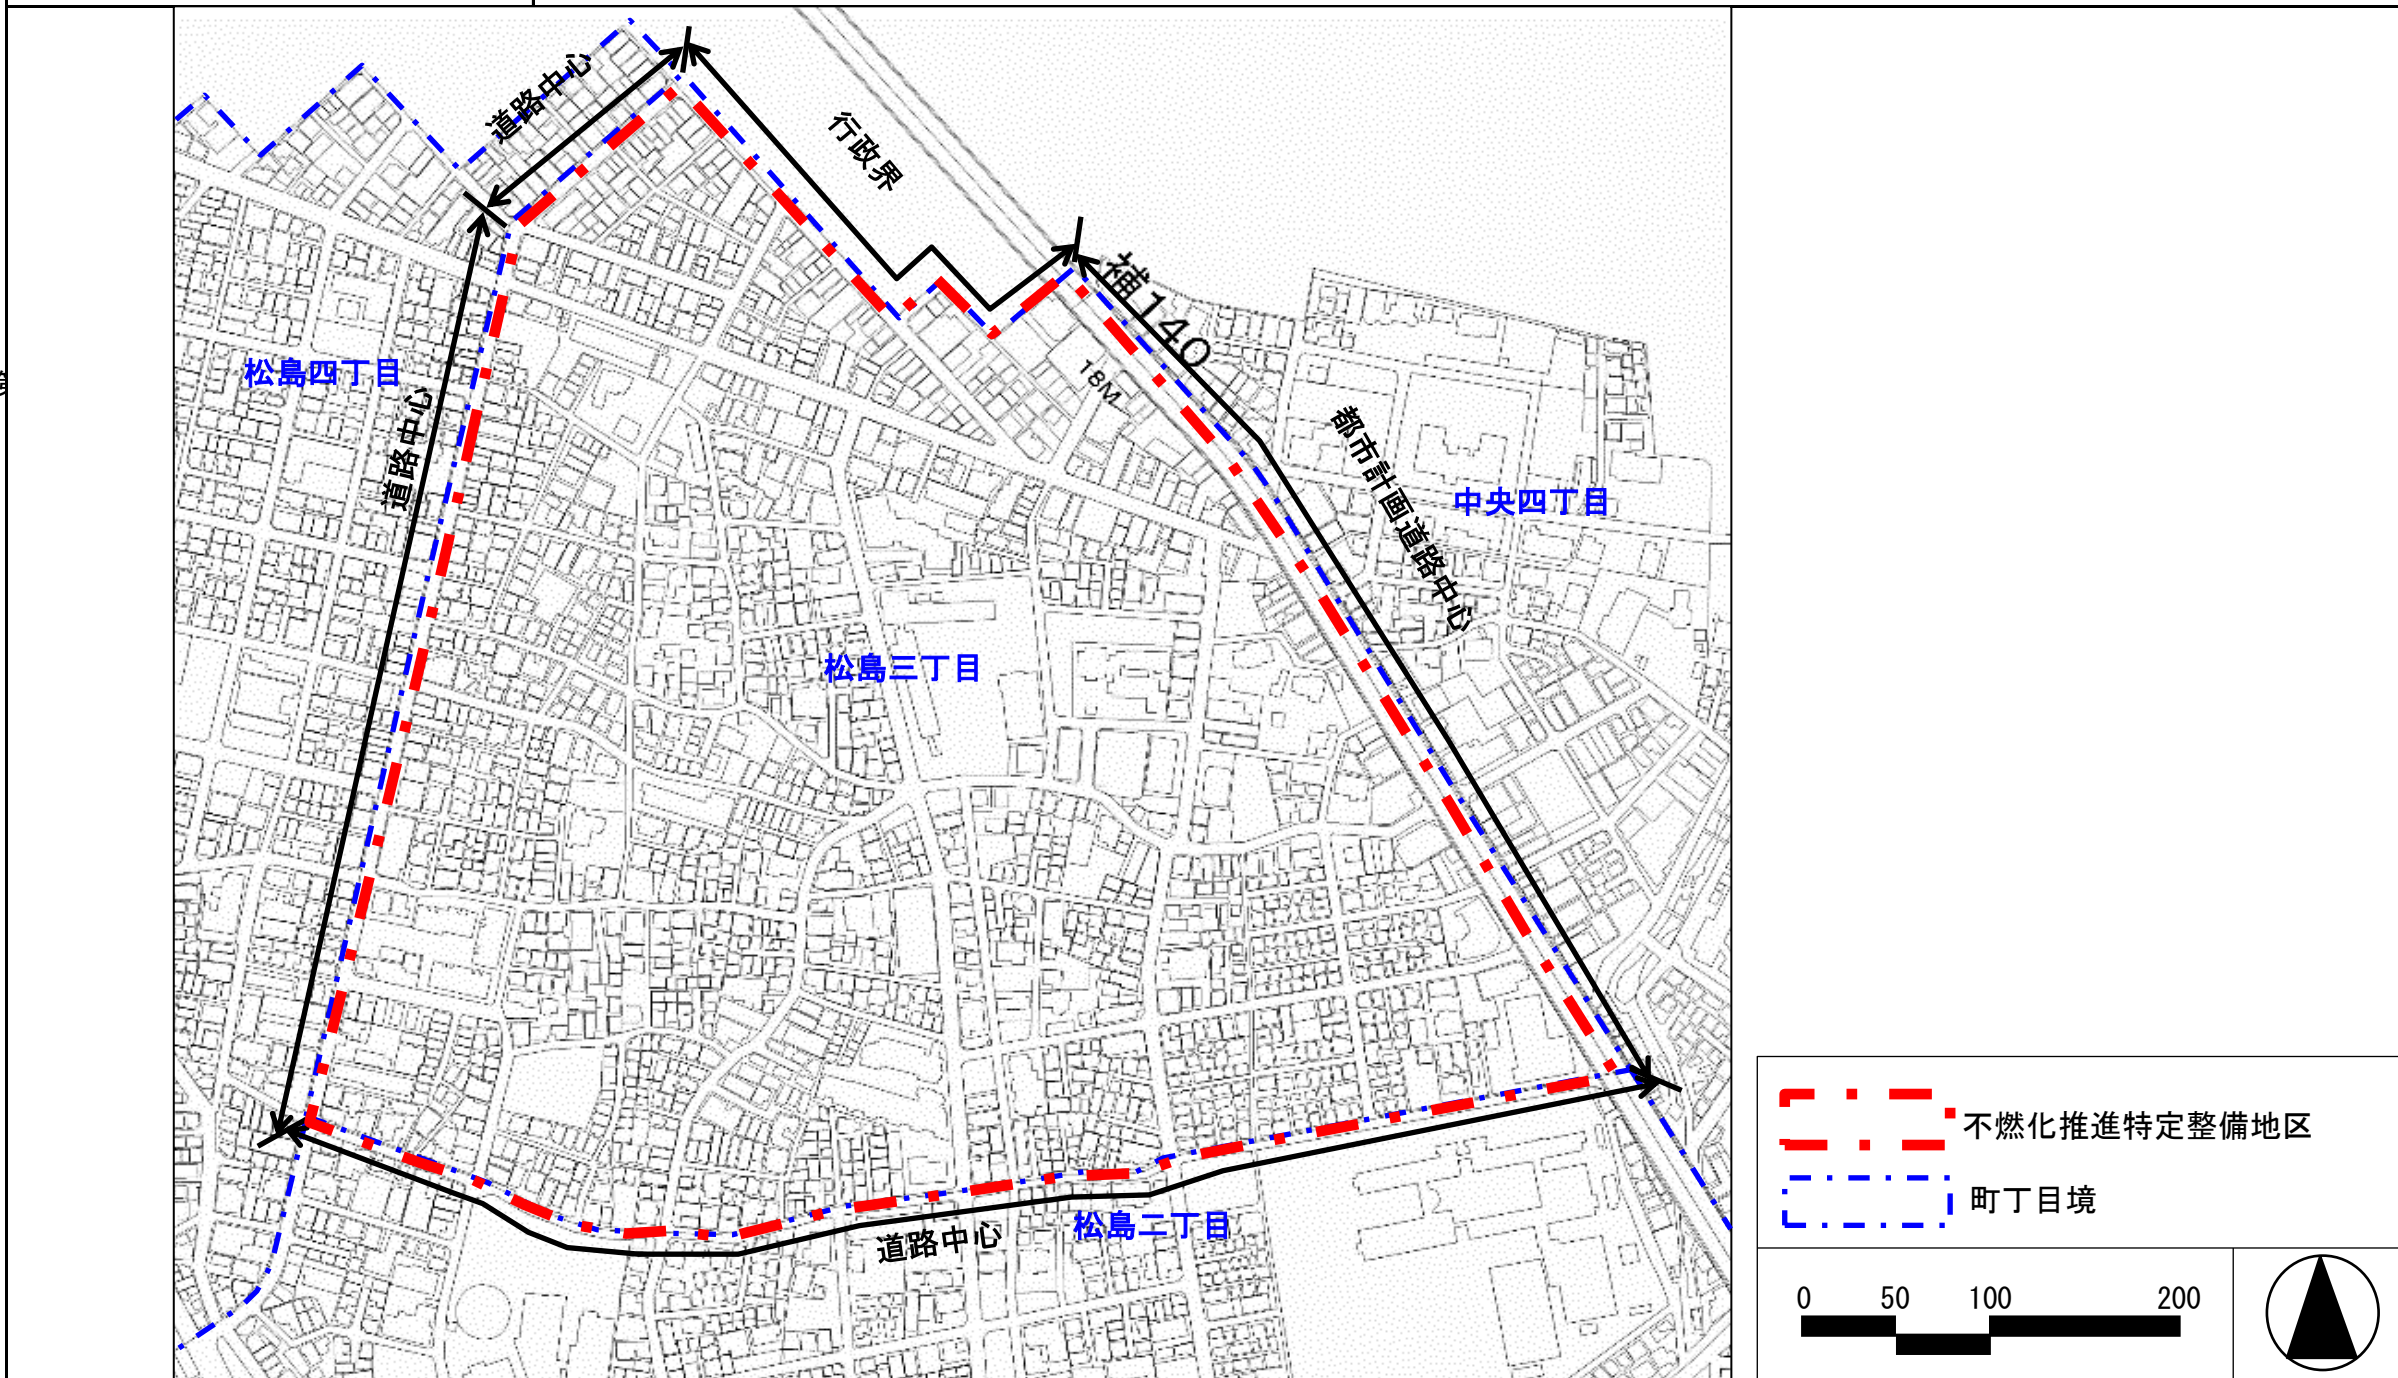 道路中心
行政界
補140
18M
松島四丁目
道路中心
都市計画道路中心
中央四丁目
松島三丁目
松島二丁目
道路中心
不燃化推進特定整備地区
町丁目境
0 50 100 200